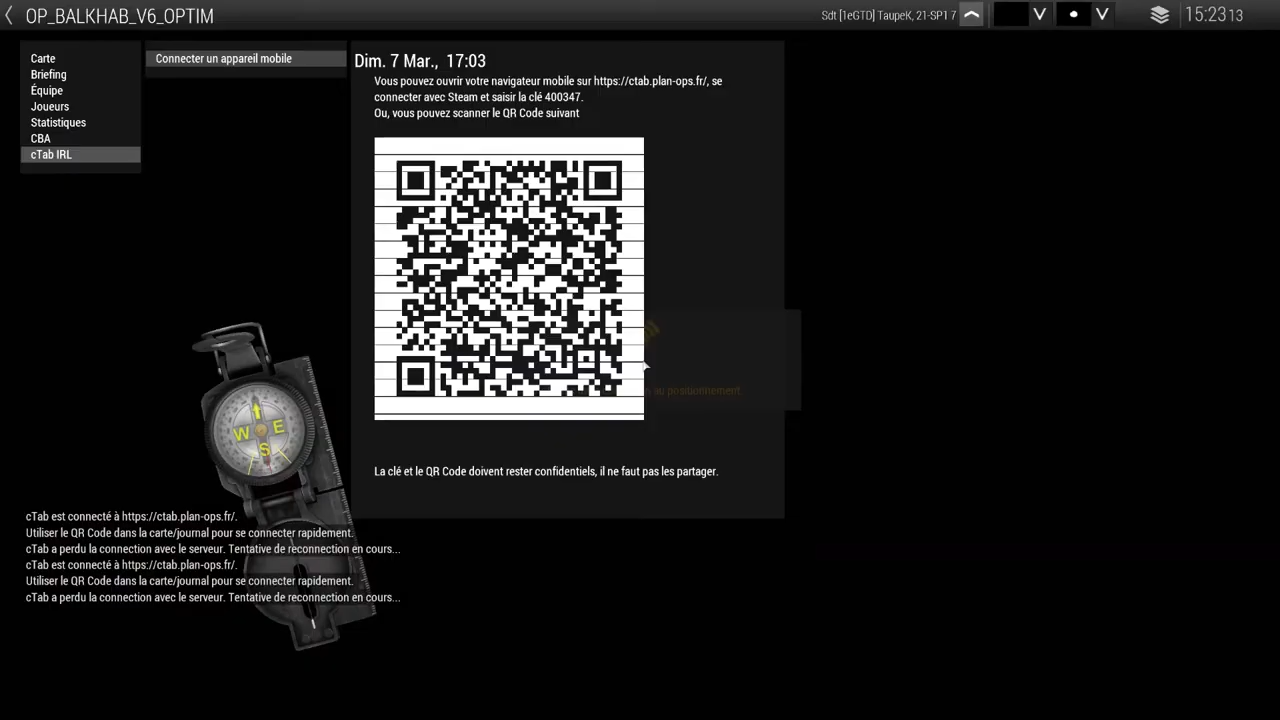 OP_BALKHAB_V6_OPTIM
Sdt [1eGTD] TaupeK, 21-SP1 7
15:23 13
Carte
Briefing
Équipe
Joueurs
Statistiques
CBA
cTab IRL
Connecter un appareil mobile
Dim. 7 Mar., 17:03
Vous pouvez ouvrir votre navigateur mobile sur https://ctab.plan-ops.fr/, se
connecter avec Steam et saisir la clé 400347.
Ou, vous pouvez scanner le QR Code suivant
au positionnement
La clé et le QR Code doivent rester confidentiels, il ne faut pas les partager.
W E
S
cTab est connecté à https://ctab.plan-ops.fr/.
Utiliser le QR Code dans la carte/journal pour se connecter rapidement.
cTab a perdu la connection avec le serveur. Tentative de reconnection en cours...
cTab est connecté à https://ctab.plan-ops.fr/.
Utiliser le QR Code dans la carte/journal pour se connecter rapidement.
cTab a perdu la connection avec le serveur. Tentative de reconnection en cours...